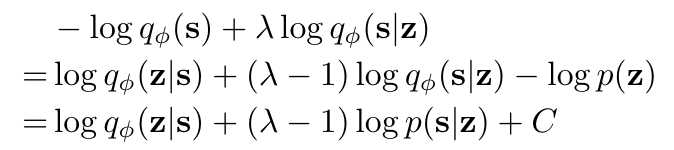 − log q_ϕ(𝐬) + λ log q_ϕ(𝐬|𝐳)
= log q_ϕ(𝐳|𝐬) + (λ − 1) log q_ϕ(𝐬|𝐳) − log p(𝐳)
= log q_ϕ(𝐳|𝐬) + (λ − 1) log p(𝐬|𝐳) + C